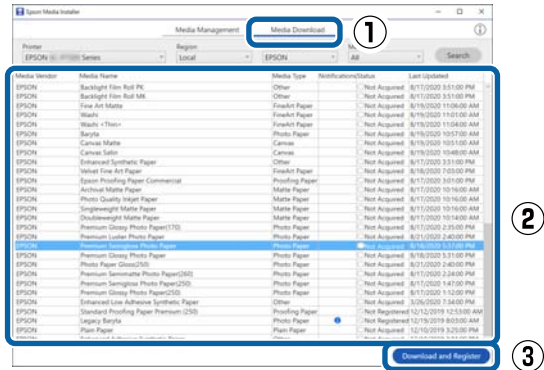 Epson Media Installer
Media Management Media Download ①
Printer Region
EPSON Series Local EPSON All Search
Media Vendor Media Name Media Type Notifications Status Last Updated
EPSON Backlight Film Roll PK Other Not Acquired 8/17/2020 3:51:00 PM
EPSON Backlight Film Roll MK Other Not Acquired 8/17/2020 3:51:00 PM
EPSON Fine Art Matte FineArt Paper Not Acquired 8/19/2020 11:06:00 AM
EPSON Washi FineArt Paper Not Acquired 8/19/2020 11:01:00 AM
EPSON Washi <Thin> FineArt Paper Not Acquired 8/19/2020 11:04:00 AM
EPSON Baryta Photo Paper Not Acquired 8/19/2020 10:57:00 AM
EPSON Canvas Matte Canvas Not Acquired 8/19/2020 10:51:00 AM
EPSON Canvas Satin Canvas Not Acquired 8/19/2020 10:48:00 AM
EPSON Enhanced Synthetic Paper Other Not Acquired 8/17/2020 3:51:00 PM
EPSON Velvet Fine Art Paper FineArt Paper Not Acquired 8/18/2020 7:03:00 PM
EPSON Epson Proofing Paper Commercial Proofing Paper Not Acquired 8/17/2020 3:01:00 PM
EPSON Archival Matte Paper Matte Paper Not Acquired 8/17/2020 10:16:00 AM
EPSON Photo Quality Inkjet Paper Matte Paper Not Acquired 8/17/2020 10:16:00 AM
EPSON Singleweight Matte Paper Matte Paper Not Acquired 8/17/2020 10:16:00 AM
EPSON Doubleweight Matte Paper Matte Paper Not Acquired 8/17/2020 10:14:00 AM
EPSON Premium Glossy Photo Paper(170) Photo Paper Not Acquired 8/17/2020 2:35:00 PM
EPSON Premium Luster Photo Paper Photo Paper Not Acquired 8/21/2020 2:40:00 PM
EPSON Premium Semigloss Photo Paper Photo Paper Not Acquired
EPSON Premium Glossy Photo Paper Photo Paper Not Acquired 8/18/2020 5:31:00 PM
EPSON Photo Paper Gloss(250) Photo Paper Not Acquired 8/21/2020 2:40:00 PM
EPSON Premium Semimatte Photo Paper(260) Photo Paper Not Acquired 8/17/2020 2:24:00 PM
EPSON Premium Semigloss Photo Paper(250) Photo Paper Not Acquired 8/17/2020 1:47:00 PM
EPSON Premium Glossy Photo Paper(250) Photo Paper Not Acquired 8/17/2020 1:12:00 PM
EPSON Enhanced Low Adhesive Synthetic Paper Other Not Acquired 3/26/2020 7:34:00 PM
EPSON Standard Proofing Paper Premium (250) Proofing Paper Not Registered 12/12/2019 12:53:00 AM
EPSON Legacy Baryta Photo Paper Not Registered 12/19/2019 8:03:00 AM
EPSON Plain Paper Plain Paper Not Acquired 12/10/2019 3:25:00 PM
②
Download and Register ③